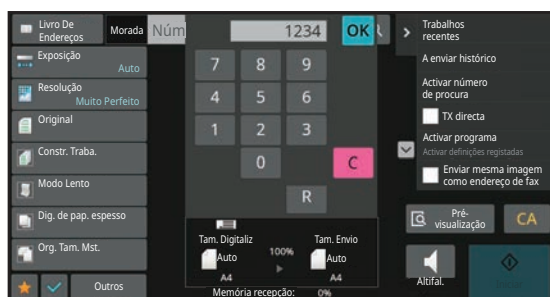 Livro De
Endereços
Morada
Núm
1234
OK
Trabalhos
recentes
Exposição
Auto
A enviar histórico
Resolução
Muito Perfeito
Activar número
de procura
Original
TX directa
Constr. Traba.
Activar programa
Activar definições registadas
Modo Lento
Enviar mesma imagem
como endereço de fax
Dig. de pap. espesso
Org. Tam. Mst.
Outros
7
8
9
4
5
6
1
2
3
0
C
R
Tam. Digitaliz
Auto
A4
100%
Tam. Envio
Auto
A4
Memória recepção:
0%
Pré-
visualização
CA
Altifal.
Iniciar